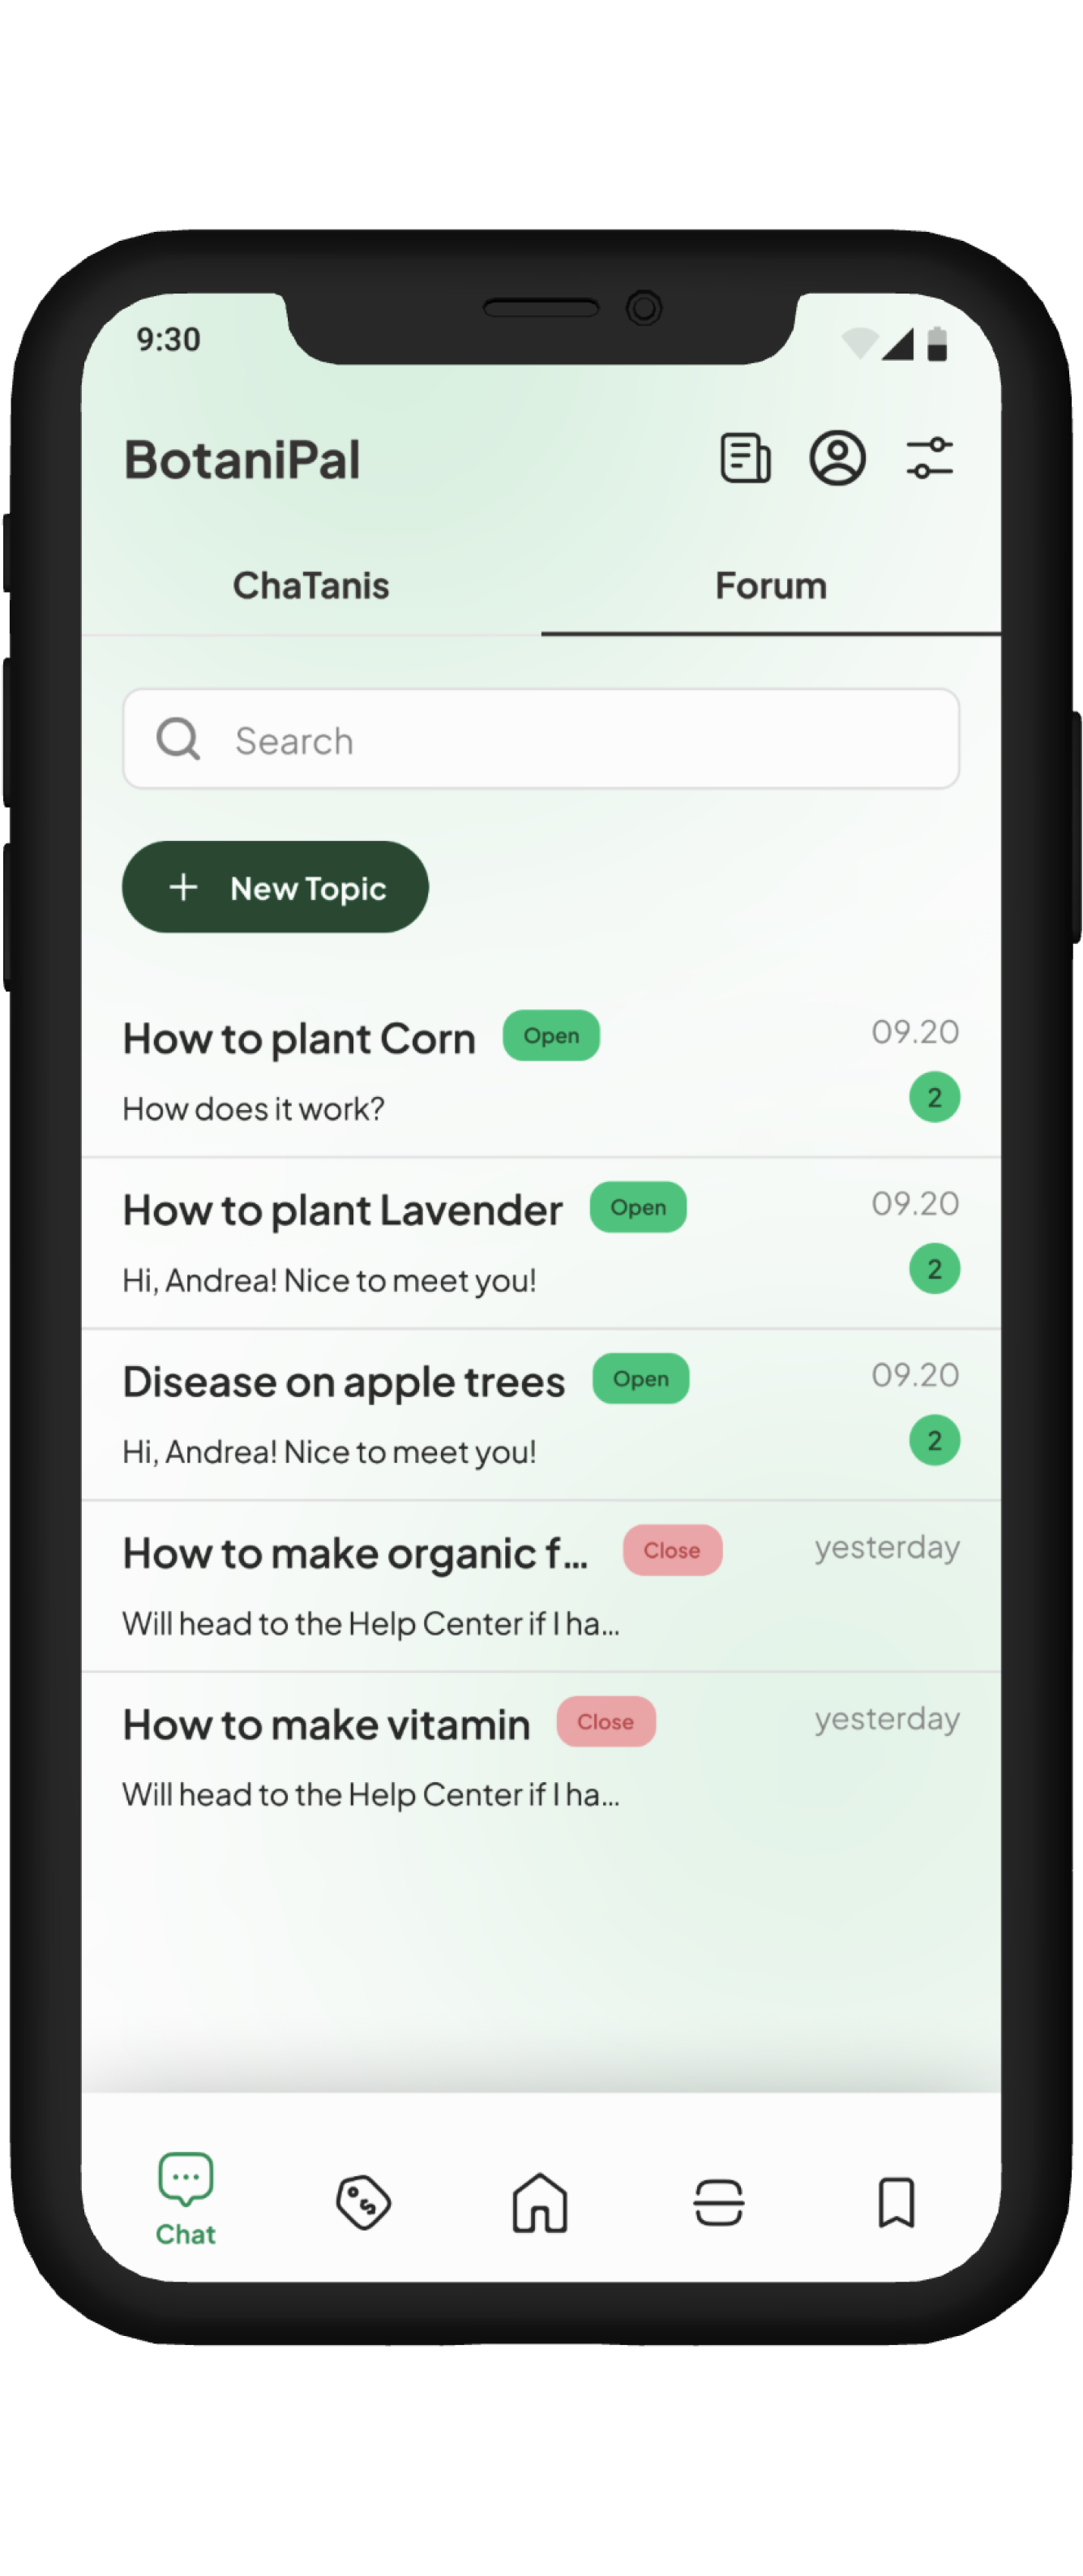 9:30
BotaniPal
ChaTanis
Forum
Search
+ New Topic
How to plant Corn
Open
09.20
How does it work?
2
How to plant Lavender
Open
09.20
Hi, Andrea! Nice to meet you!
2
Disease on apple trees
Open
09.20
Hi, Andrea! Nice to meet you!
2
How to make organic f...
Close
yesterday
Will head to the Help Center if I ha...
How to make vitamin
Close
yesterday
Will head to the Help Center if I ha...
Chat